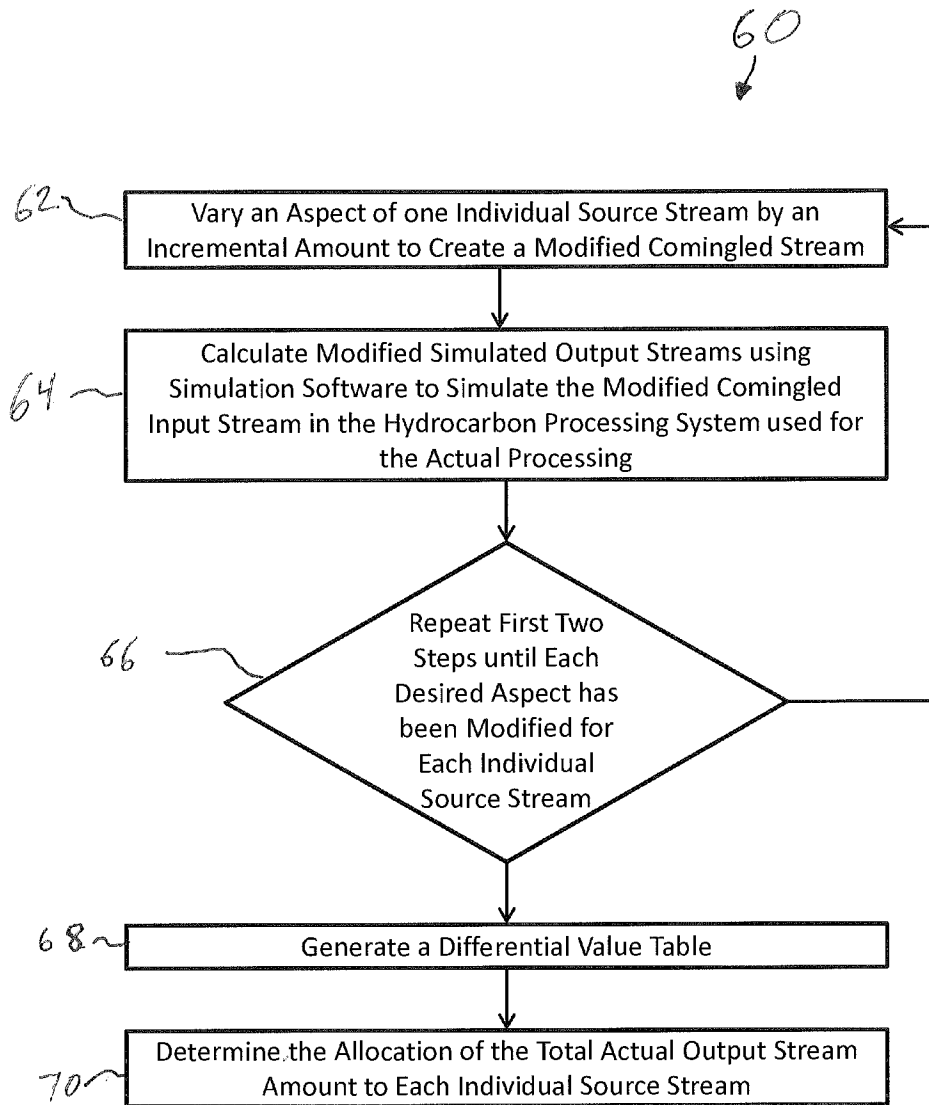 60
62
Vary an Aspect of one Individual Source Stream by an
Incremental Amount to Create a Modified Comingled Stream
64
Calculate Modified Simulated Output Streams using
Simulation Software to Simulate the Modified Comingled
Input Stream in the Hydrocarbon Processing System used for
the Actual Processing
66
Repeat First Two
Steps until Each
Desired Aspect has
been Modified for
Each Individual
Source Stream
68
Generate a Differential Value Table
70
Determine the Allocation of the Total Actual Output Stream
Amount to Each Individual Source Stream